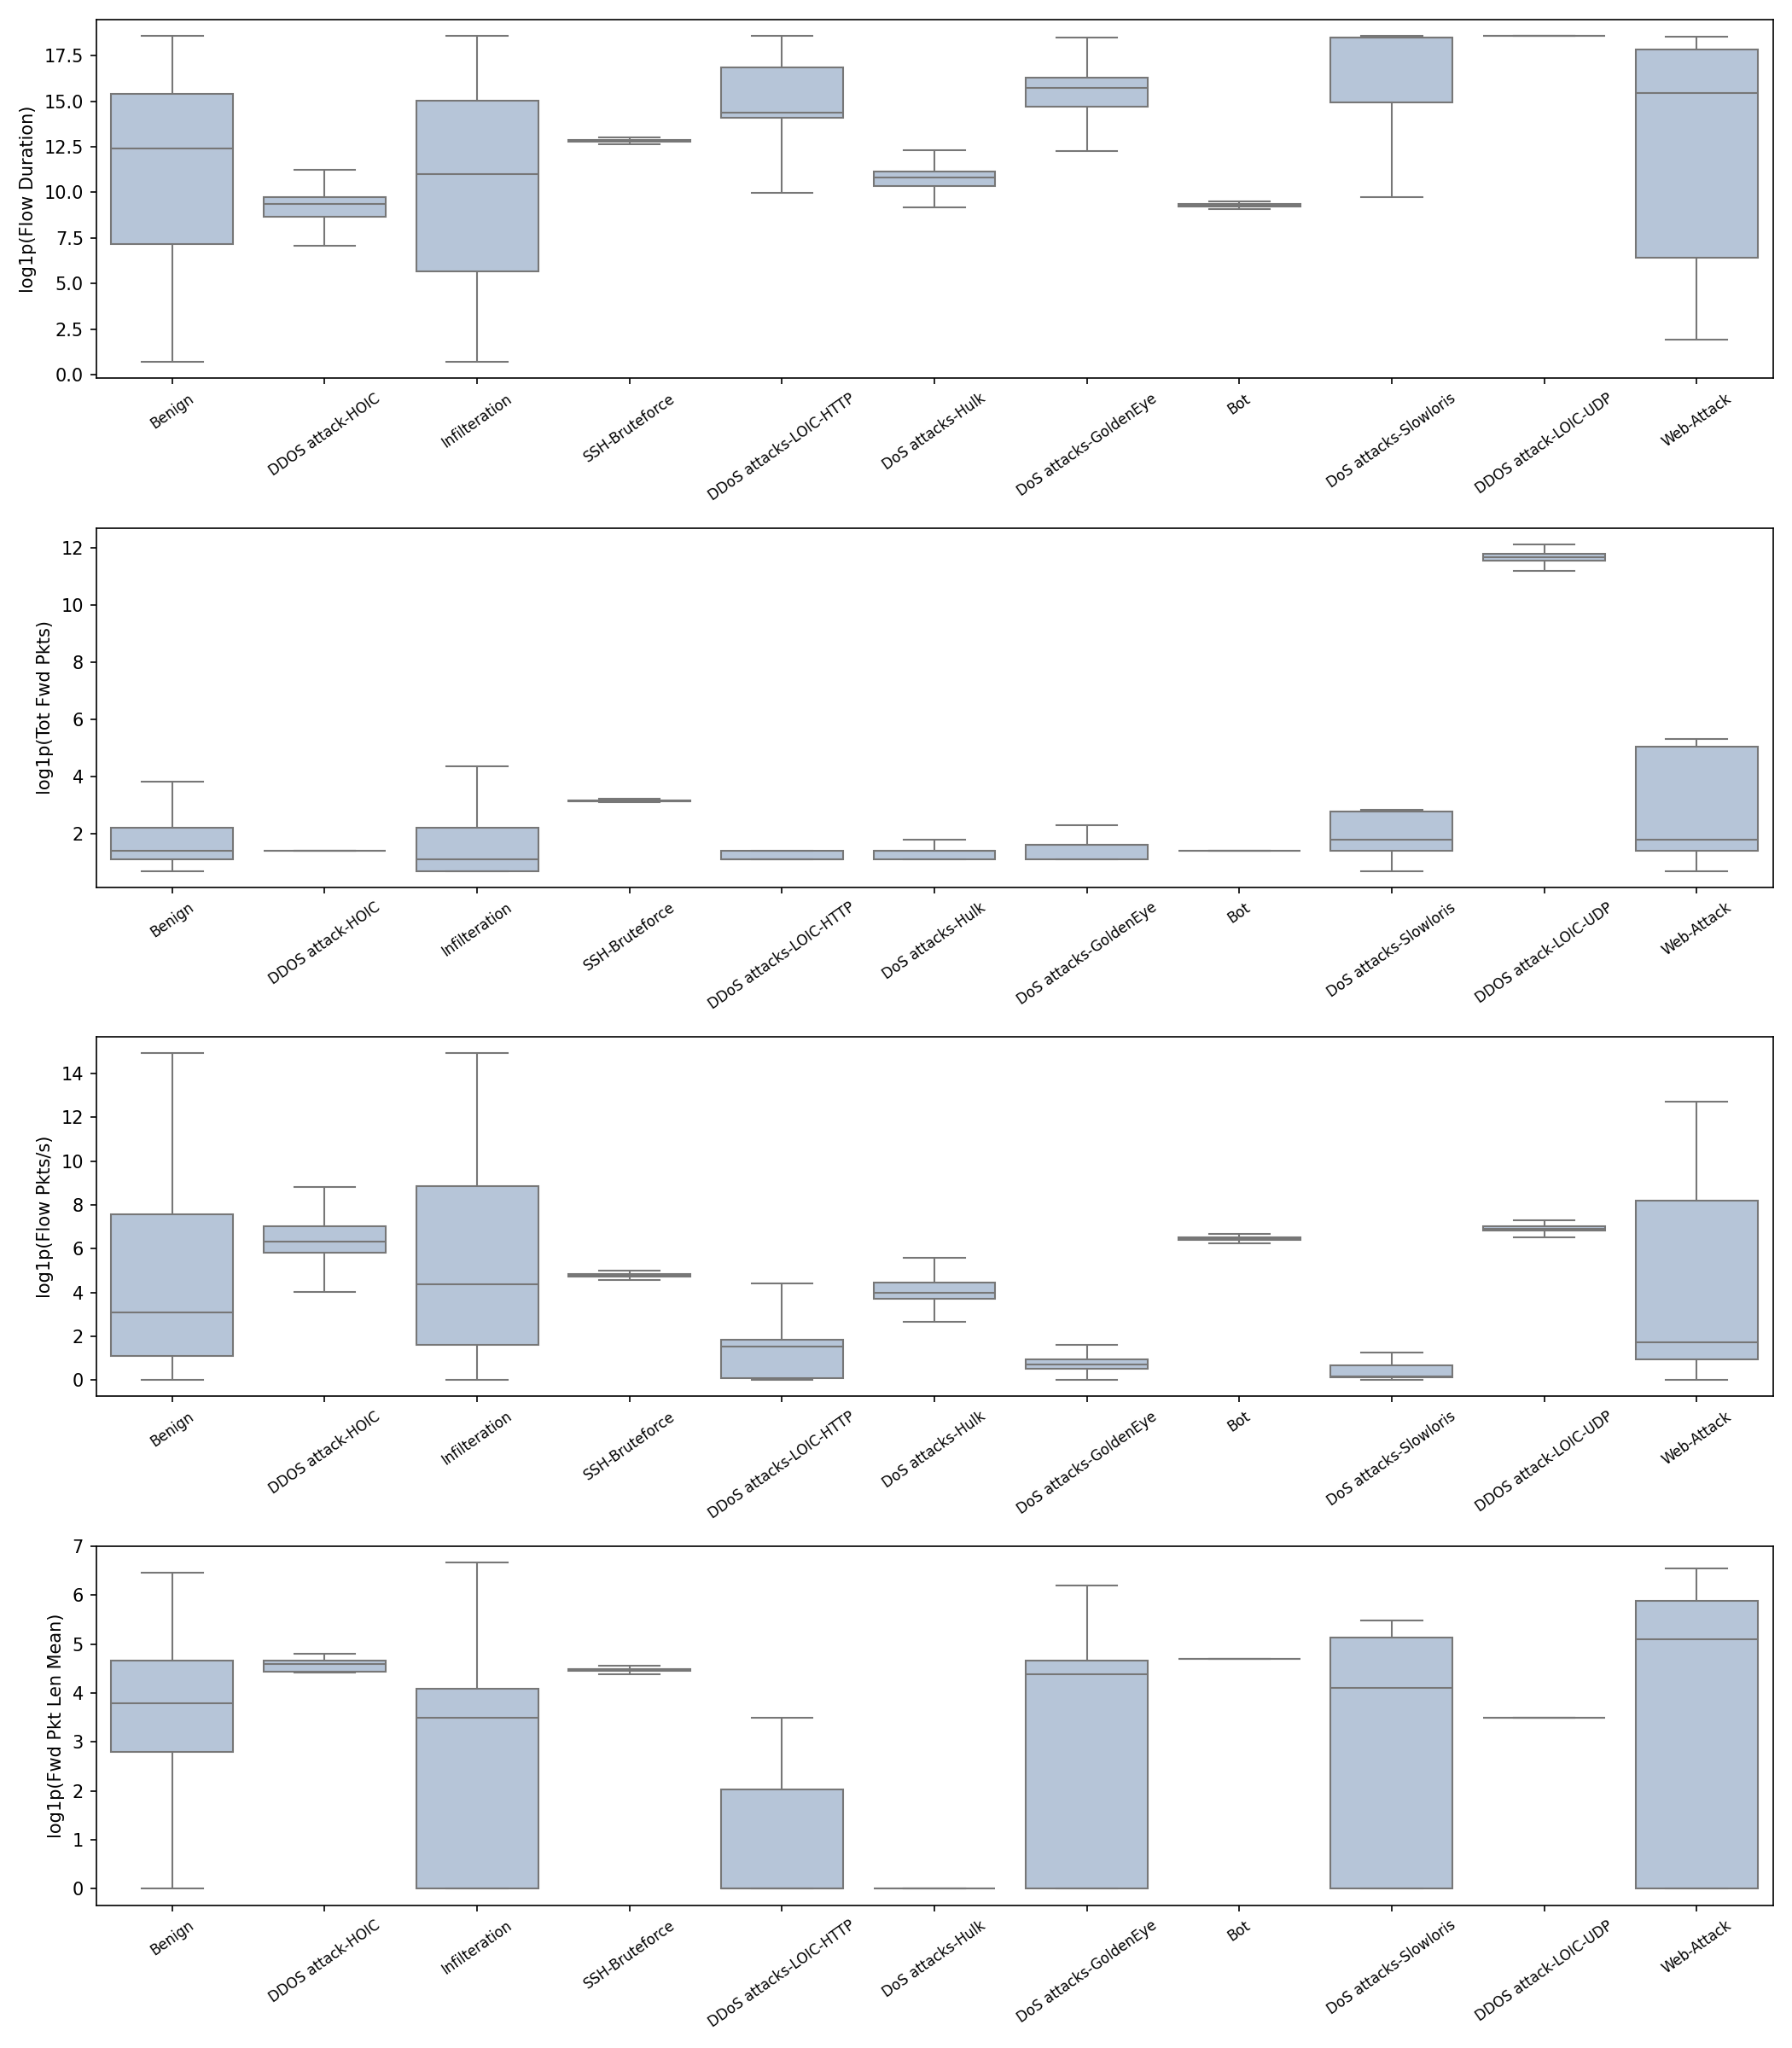 log1p(Flow Duration)
17.5
15.0
12.5
10.0
7.5
5.0
2.5
0.0
Benign
DDOS attack-HOIC
Infilteration
SSH-Bruteforce
DDoS attacks-LOIC-HTTP
DoS attacks-Hulk
DoS attacks-GoldenEye
Bot
DoS attacks-Slowloris
DDOS attack-LOIC-UDP
Web-Attack
log1p(Tot Fwd Pkts)
12
10
8
6
4
2
Benign
DDOS attack-HOIC
Infilteration
SSH-Bruteforce
DDoS attacks-LOIC-HTTP
DoS attacks-Hulk
DoS attacks-GoldenEye
Bot
DoS attacks-Slowloris
DDOS attack-LOIC-UDP
Web-Attack
log1p(Flow Pkts/s)
14
12
10
8
6
4
2
0
Benign
DDOS attack-HOIC
Infilteration
SSH-Bruteforce
DDoS attacks-LOIC-HTTP
DoS attacks-Hulk
DoS attacks-GoldenEye
Bot
DoS attacks-Slowloris
DDOS attack-LOIC-UDP
Web-Attack
log1p(Fwd Pkt Len Mean)
7
6
5
4
3
2
1
0
Benign
DDOS attack-HOIC
Infilteration
SSH-Bruteforce
DDoS attacks-LOIC-HTTP
DoS attacks-Hulk
DoS attacks-GoldenEye
Bot
DoS attacks-Slowloris
DDOS attack-LOIC-UDP
Web-Attack